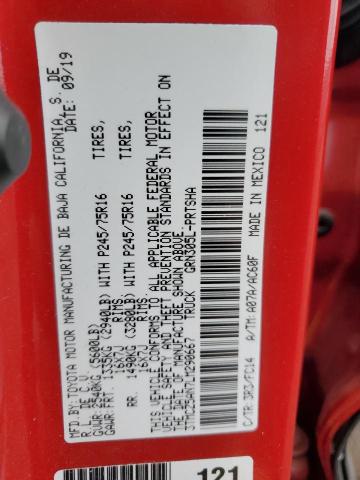 MFD.BY:TOYOTA MOTOR MANUFACTURING DE BAJA CALIFORNIA, S. DE
R.L. DE C.V. DATE: 09/19
GVWR:2540KG (5600LB)
GAWR: FRT. 1335KG (2940LB) WITH P245/75R16 TIRES,
16X7J RIMS,
RR. 1490KG (3280LB) WITH P245/75R16 TIRES,
16X7J RIMS,
THIS VEHICLE CONFORMS TO ALL APPLICABLE FEDERAL MOTOR
VEHICLE SAFETY AND THEFT PREVENTION STANDARDS IN EFFECT ON
THE DATE OF MANUFACTURE SHOWN ABOVE.
3TMCZ5AN7LM290667 TRUCK GRN305L-PRTSHA
C/TR:3R3/FC14 A/TM:A07A/AC60F MADE IN MEXICO 121
121